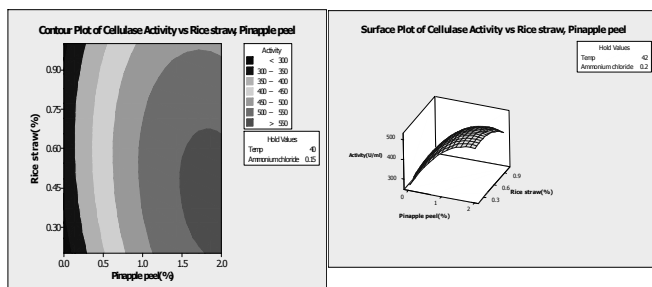 Contour Plot of Cellulase Activity vs Rice straw, Pinapple peel
Activity
< 300
300 – 350
350 – 400
400 – 450
450 – 500
500 – 550
> 550
Hold Values
Temp 40
Ammonium chloride 0.15
Rice straw(%)
0.90
0.75
0.60
0.45
0.30
0.0 0.5 1.0 1.5 2.0
Pinapple peel(%)
Surface Plot of Cellulase Activity vs Rice straw, Pinapple peel
Hold Values
Temp 42
Ammonium chloride 0.2
Activity(U/ml)
500
400
300
0 1 2
Pinapple peel(%)
0.3 0.6 0.9
Rice straw(%)